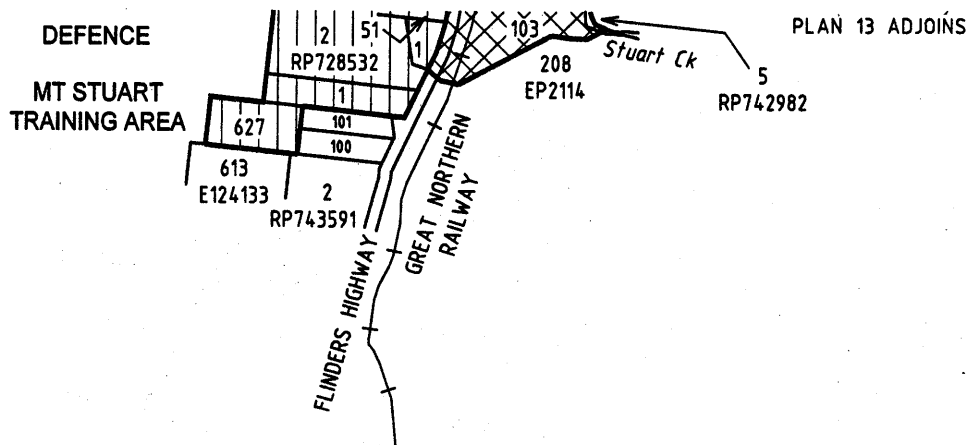 DEFENCE
MT STUART
TRAINING AREA
2
RP728532
51
1
103
208
EP2114
Stuart Ck
PLAN 13 ADJOINS
5
RP742982
1
101
100
627
613
E124133
2
RP743591
FLINDERS HIGHWAY
GREAT NORTHERN
RAILWAY